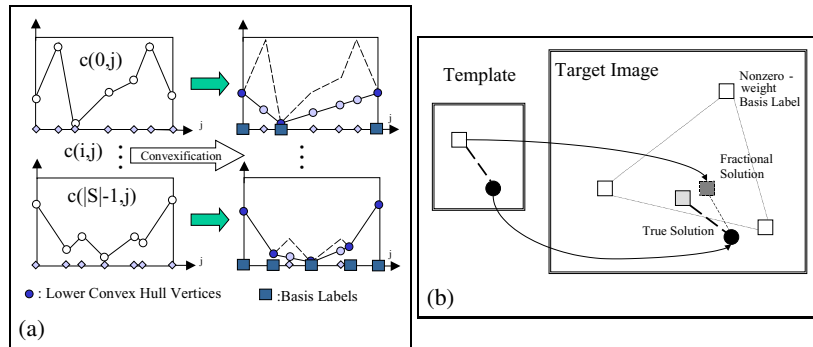 c(0,j)
j
j
c(i,j)
Convexification
c(|S|-1,j)
j
j
: Lower Convex Hull Vertices
:Basis Labels
(a)
Template
Target Image
Nonzero -
weight
Basis Label
Fractional
Solution
True Solution
(b)